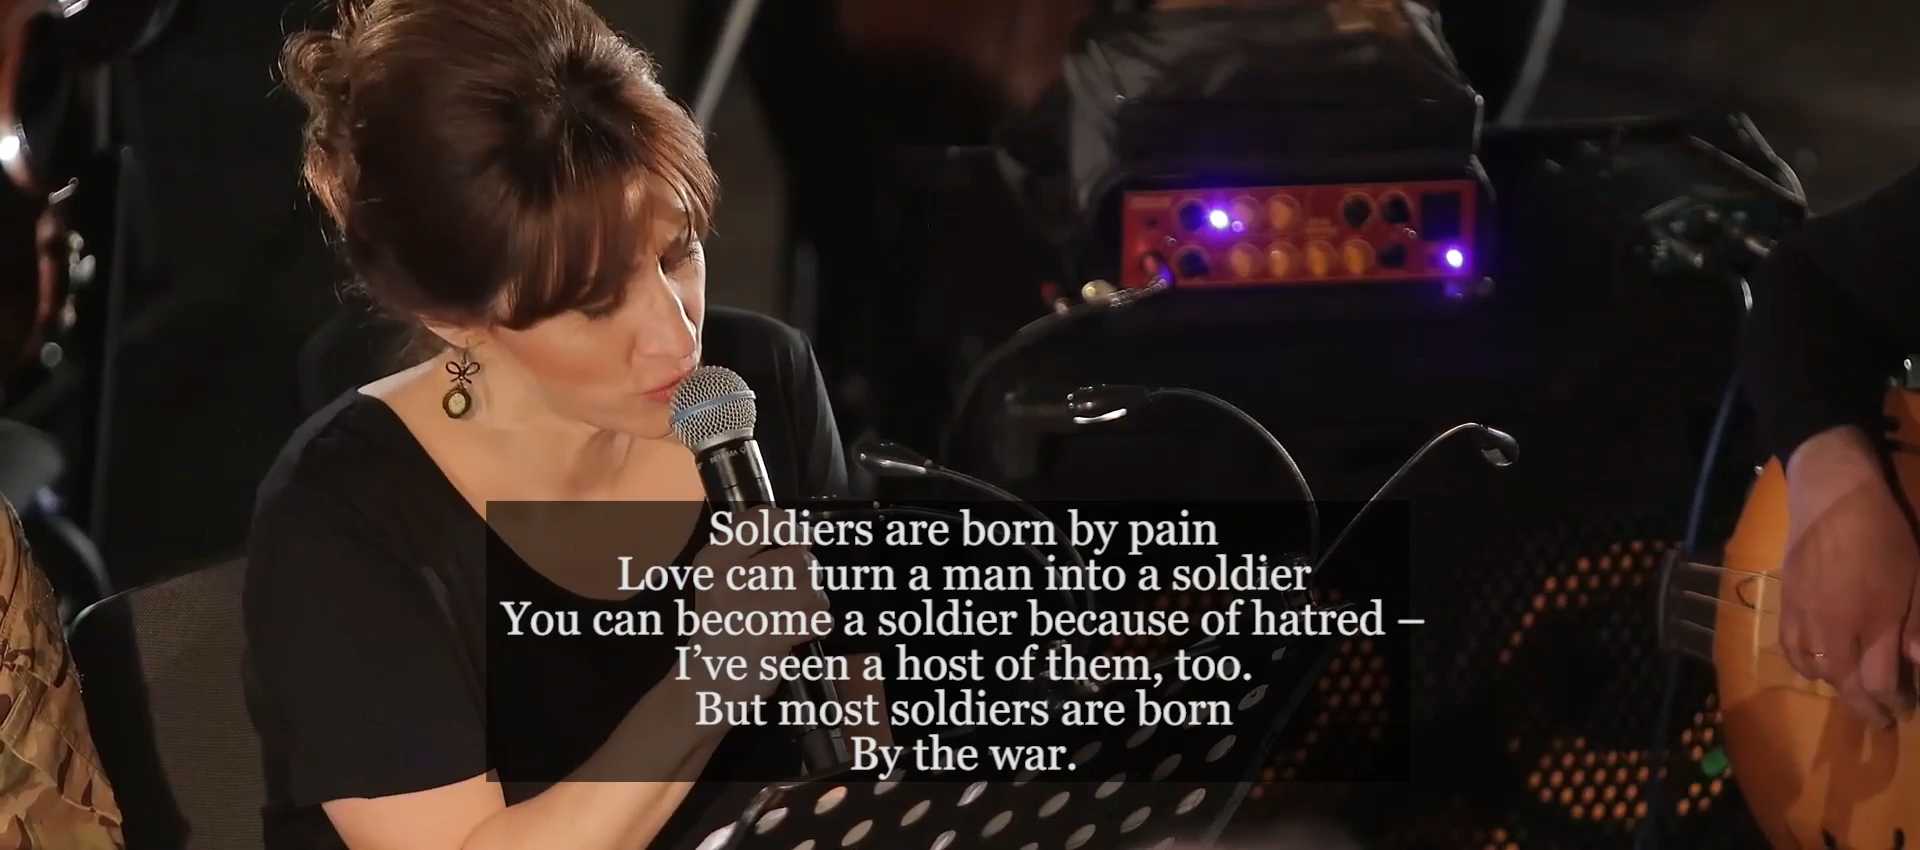 Soldiers are born by pain
Love can turn a man into a soldier
You can become a soldier because of hatred –
I’ve seen a host of them, too.
But most soldiers are born
By the war.